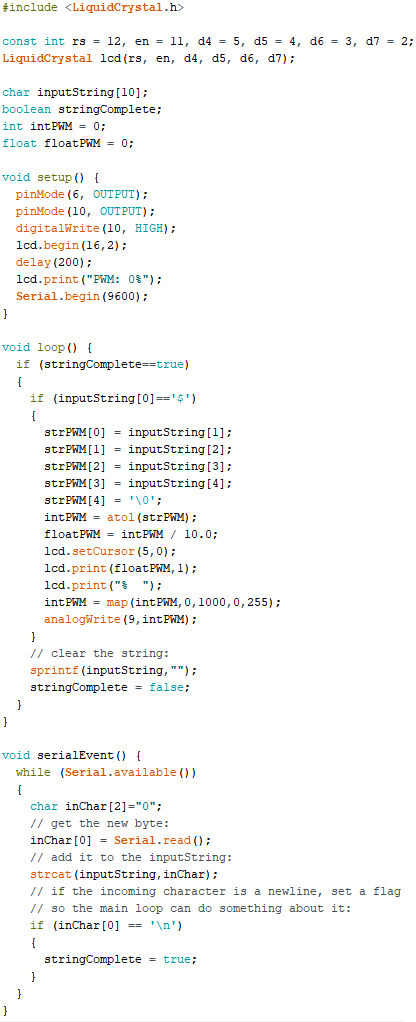 #include <LiquidCrystal.h>

const int rs = 12, en = 11, d4 = 5, d5 = 4, d6 = 3, d7 = 2;
LiquidCrystal lcd(rs, en, d4, d5, d6, d7);

char inputString[10];
boolean stringComplete;
int intPWM = 0;
float floatPWM = 0;

void setup() {
  pinMode(6, OUTPUT);
  pinMode(10, OUTPUT);
  digitalWrite(10, HIGH);
  lcd.begin(16,2);
  delay(200);
  lcd.print("PWM: 0%");
  Serial.begin(9600);
}

void loop() {
  if (stringComplete==true)
  {
    if (inputString[0]=='$')
    {
      strPWM[0] = inputString[1];
      strPWM[1] = inputString[2];
      strPWM[2] = inputString[3];
      strPWM[3] = inputString[4];
      strPWM[4] = '\0';
      intPWM = atol(strPWM);
      floatPWM = intPWM / 10.0;
      lcd.setCursor(5,0);
      lcd.print(floatPWM,1);
      lcd.print("%  ");
      intPWM = map(intPWM,0,1000,0,255);
      analogWrite(9,intPWM);
    }
    // clear the string:
    sprintf(inputString,"");
    stringComplete = false;
  }
}

void serialEvent() {
  while (Serial.available())
  {
    char inChar[2]="0";
    // get the new byte:
    inChar[0] = Serial.read();
    // add it to the inputString:
    strcat(inputString,inChar);
    // if the incoming character is a newline, set a flag
    // so the main loop can do something about it:
    if (inChar[0] == '\n')
    {
      stringComplete = true;
    }
  }
}